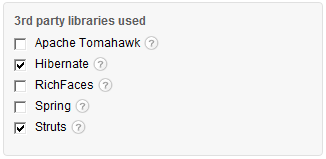 3rd party libraries used
Apache Tomahawk ?
Hibernate ?
RichFaces ?
Spring ?
Struts ?